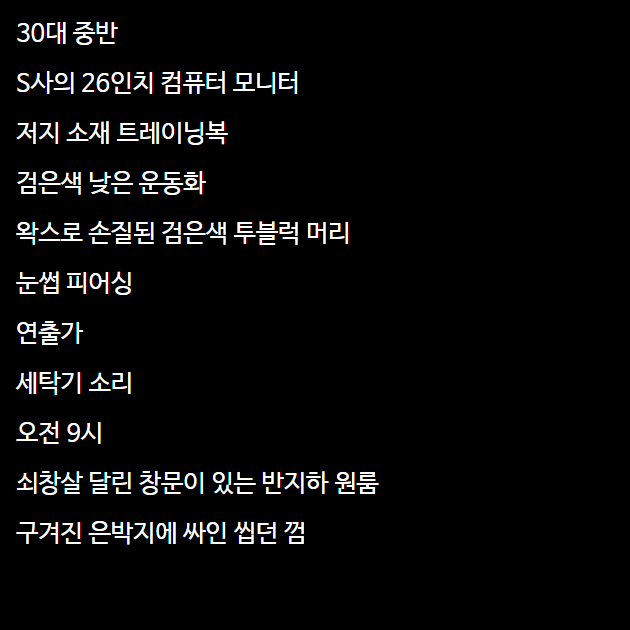 30대 중반
S사의 26인치 컴퓨터 모니터
저지 소재 트레이닝복
검은색 낮은 운동화
왁스로 손질된 검은색 투블럭 머리
눈썹 피어싱
연출가
세탁기 소리
오전 9시
쇠창살 달린 창문이 있는 반지하 원룸
구겨진 은박지에 싸인 씹던 껌